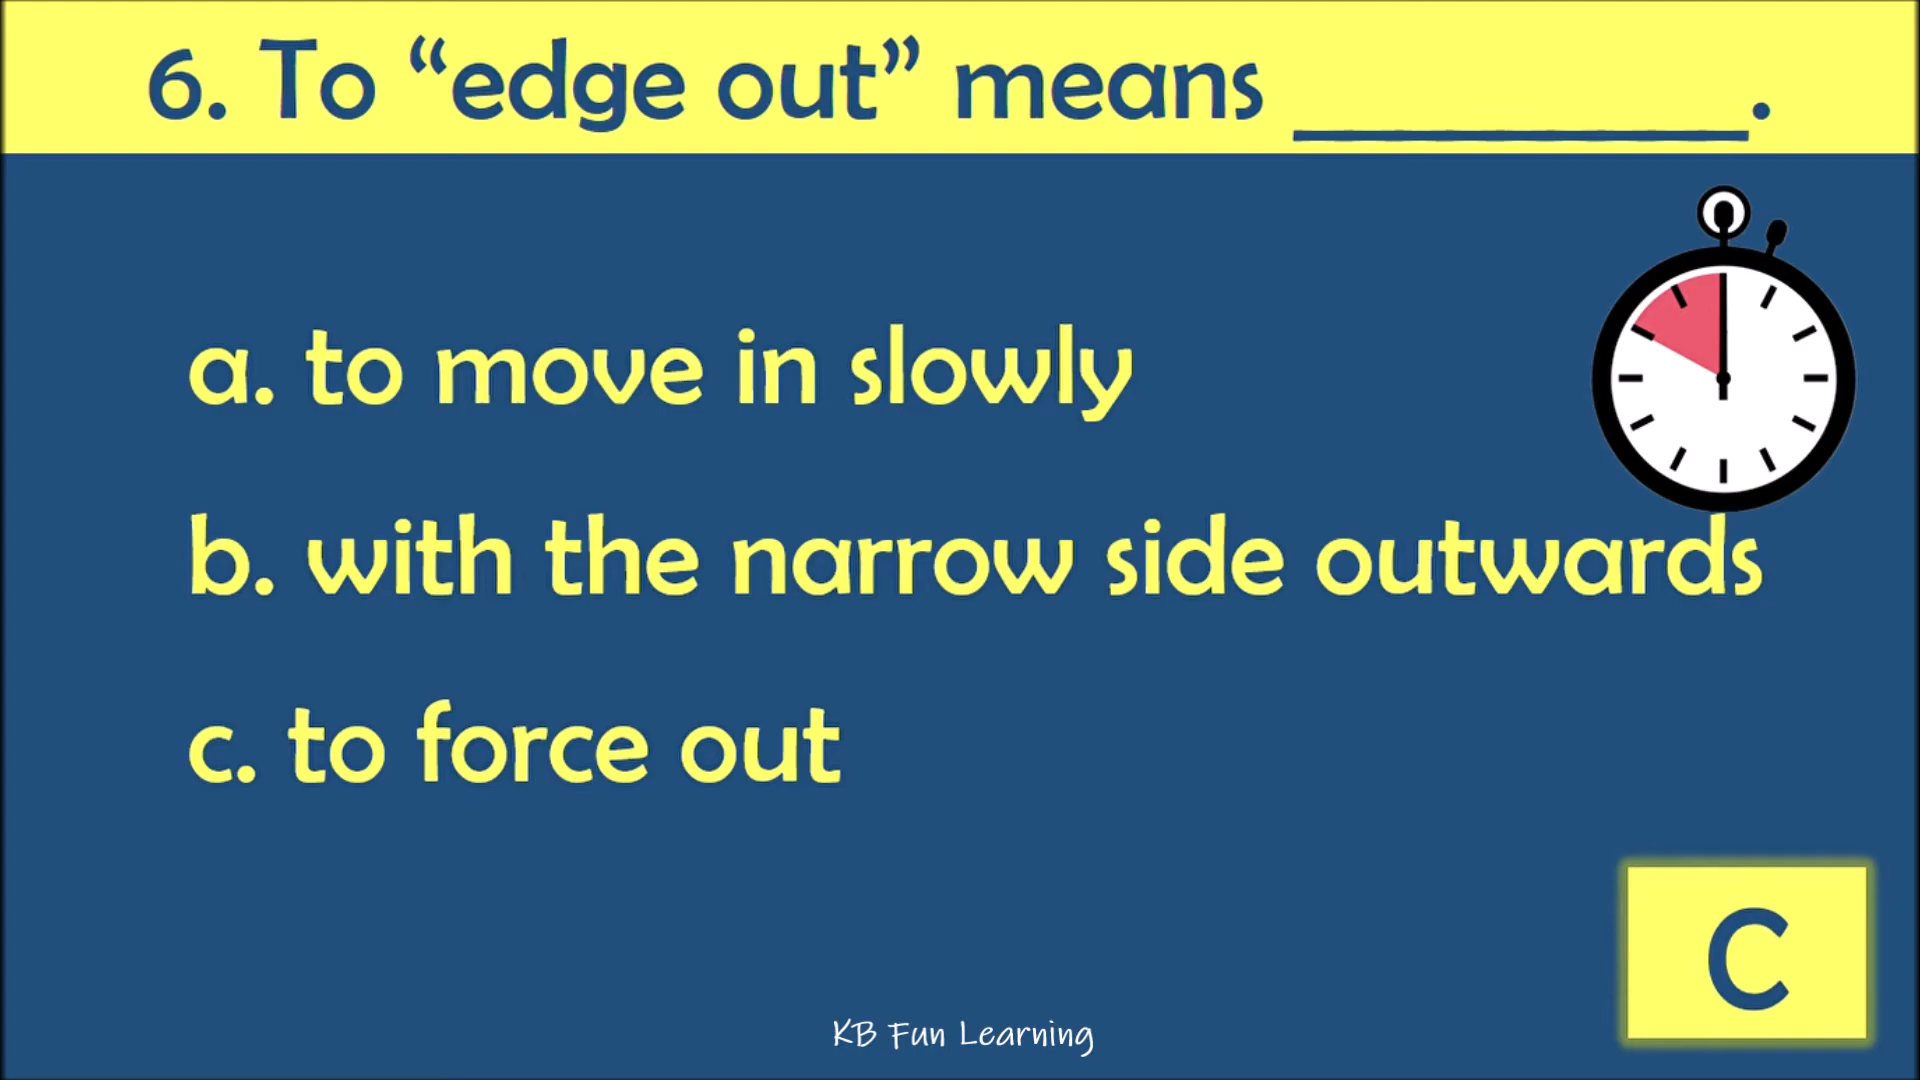 6. To “edge out” means _________.
a. to move in slowly
b. with the narrow side outwards
c. to force out
C
KB Fun Learning